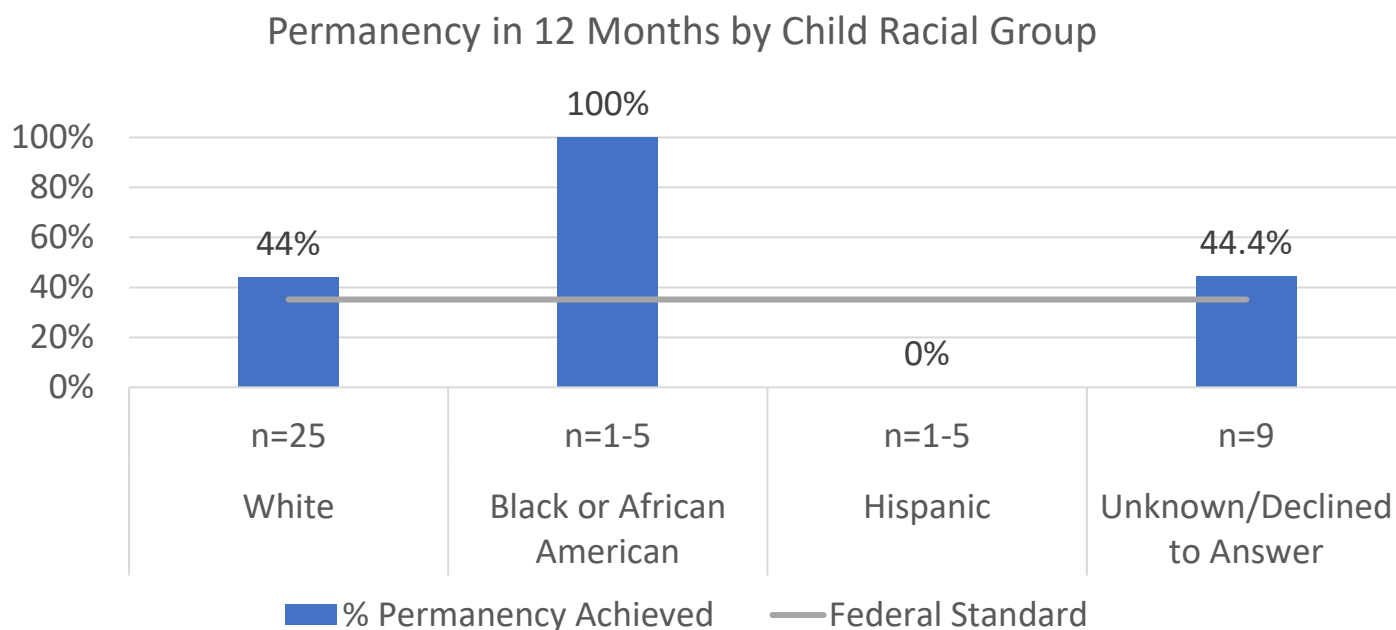 Permanency in 12 Months by Child Racial Group
100%
100%
80%
60%
44%
44.4%
40%
20%
0%
0%
n=25
n=1-5
n=1-5
n=9
White
Black or African
American
Hispanic
Unknown/Declined
to Answer
% Permanency Achieved
Federal Standard